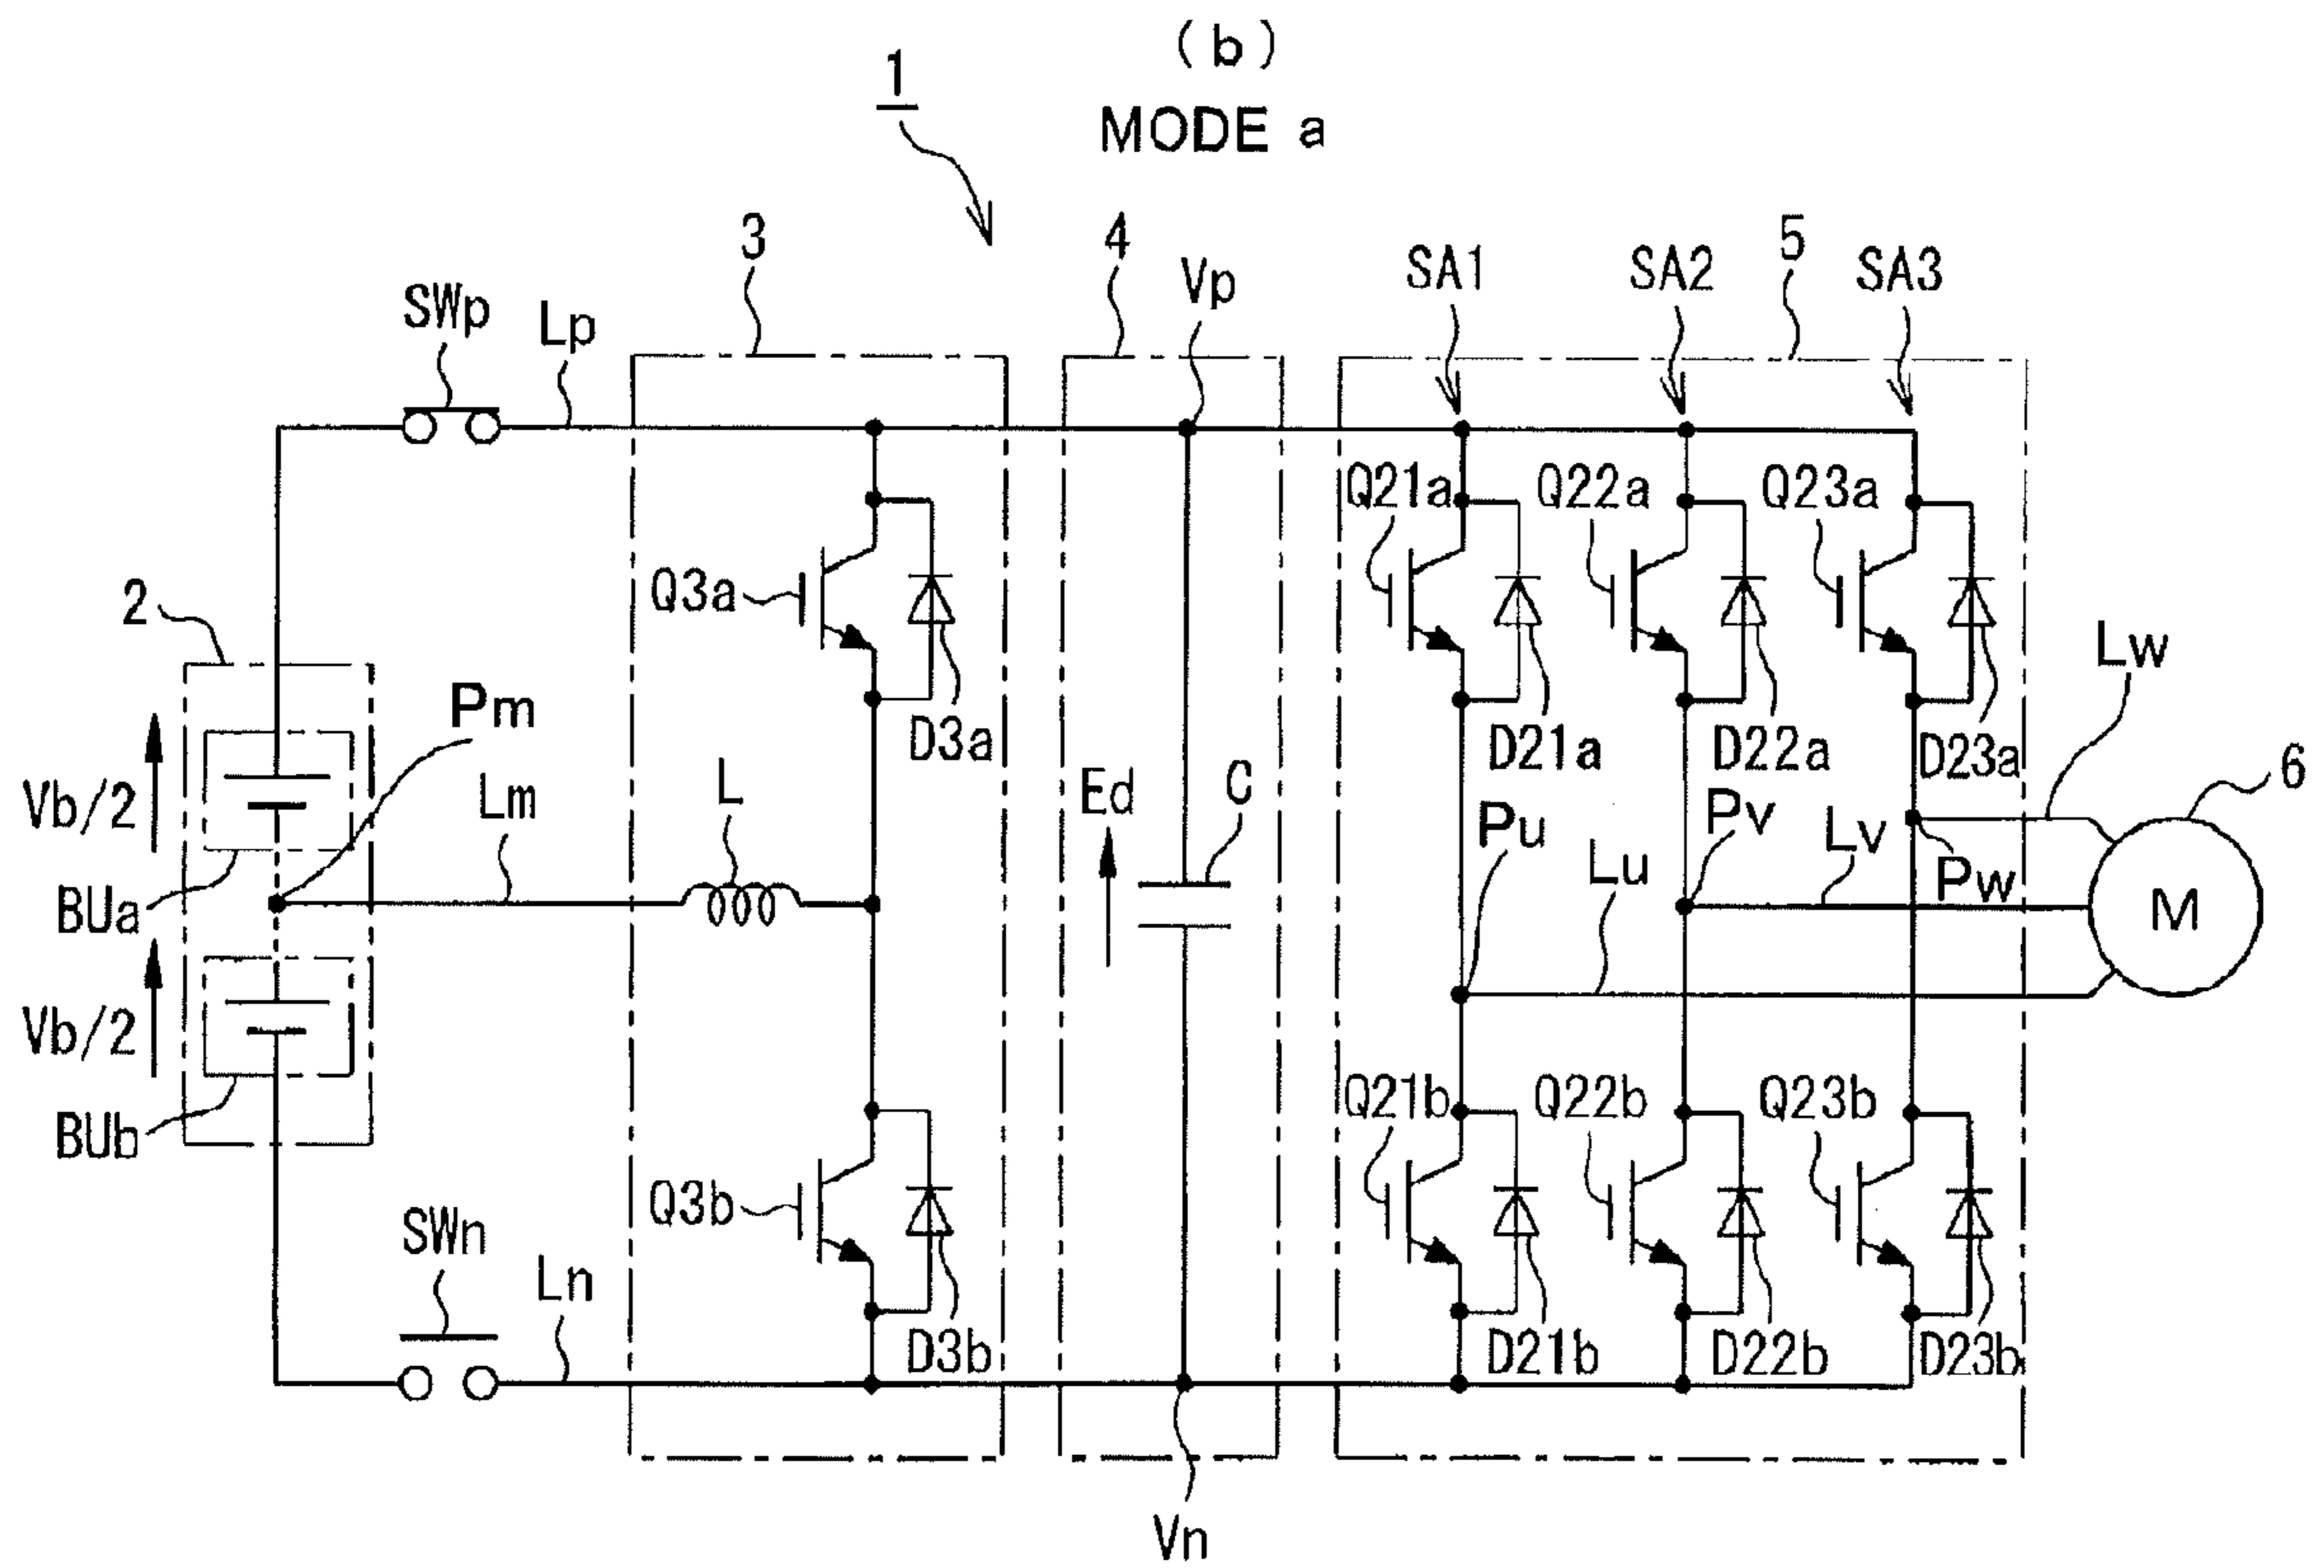 (b)
1
MODE a
3
4
Vp
SA1
SA2
5
SA3
SWp
Lp
Q21a
Q22a
Q23a
Q3a
2
Lw
Pm
D3a
D21a
D22a
D23a
6
Vb/2
Lm
L
Ed
C
Pu
Pv
Lv
Lu
Pw
M
BUa
Vb/2
BUb
Q21b
Q22b
Q23b
Q3b
SWn
Ln
D3b
D21b
D22b
D23b
Vn